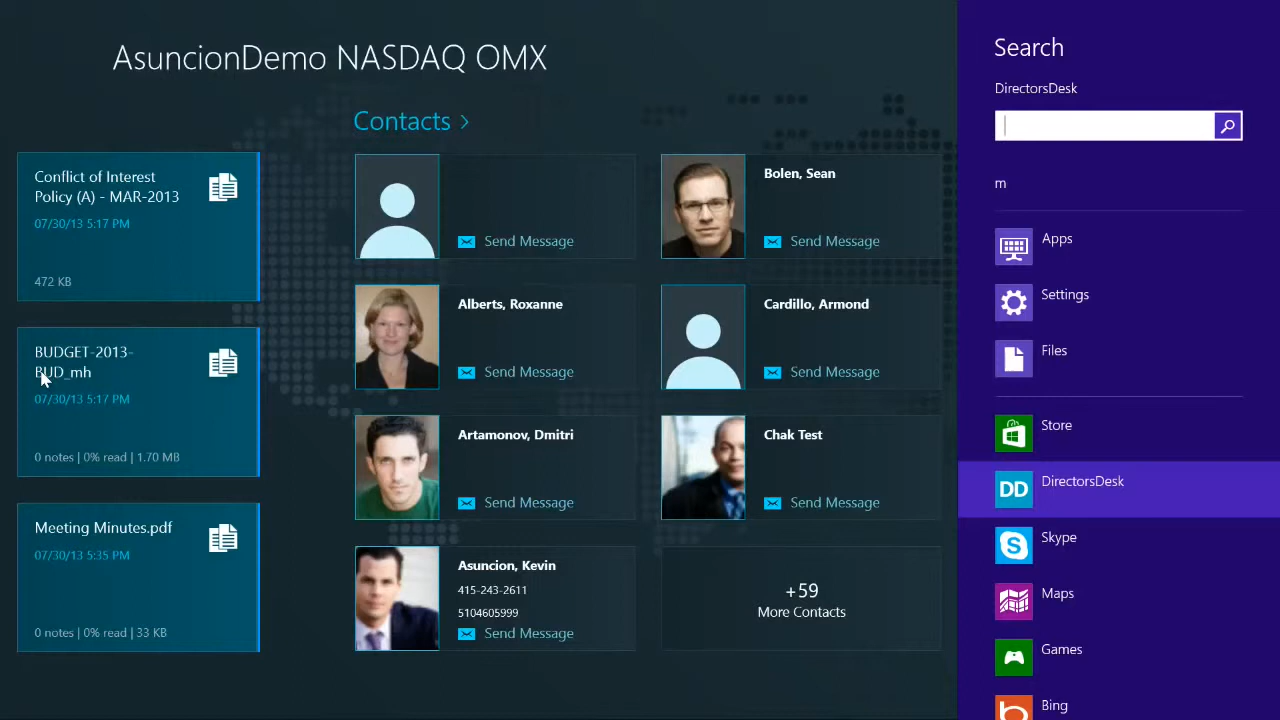 AsuncionDemo NASDAQ OMX
Conflict of Interest
Policy (A) - MAR-2013
07/30/13 5:17 PM
472 KB
BUDGET-2013-
BUD_mh
07/30/13 5:17 PM
0 notes | 0% read | 1.70 MB
Meeting Minutes.pdf
07/30/13 5:35 PM
0 notes | 0% read | 33 KB
Contacts >
Send Message
Bolen, Sean
Send Message
Alberts, Roxanne
Send Message
Cardillo, Armond
Send Message
Artamonov, Dmitri
Send Message
Chak Test
Send Message
Asuncion, Kevin
415-243-2611
5104605999
Send Message
+59
More Contacts
Search
DirectorsDesk
m
Apps
Settings
Files
Store
DD
DirectorsDesk
S
Skype
Maps
Games
Bing